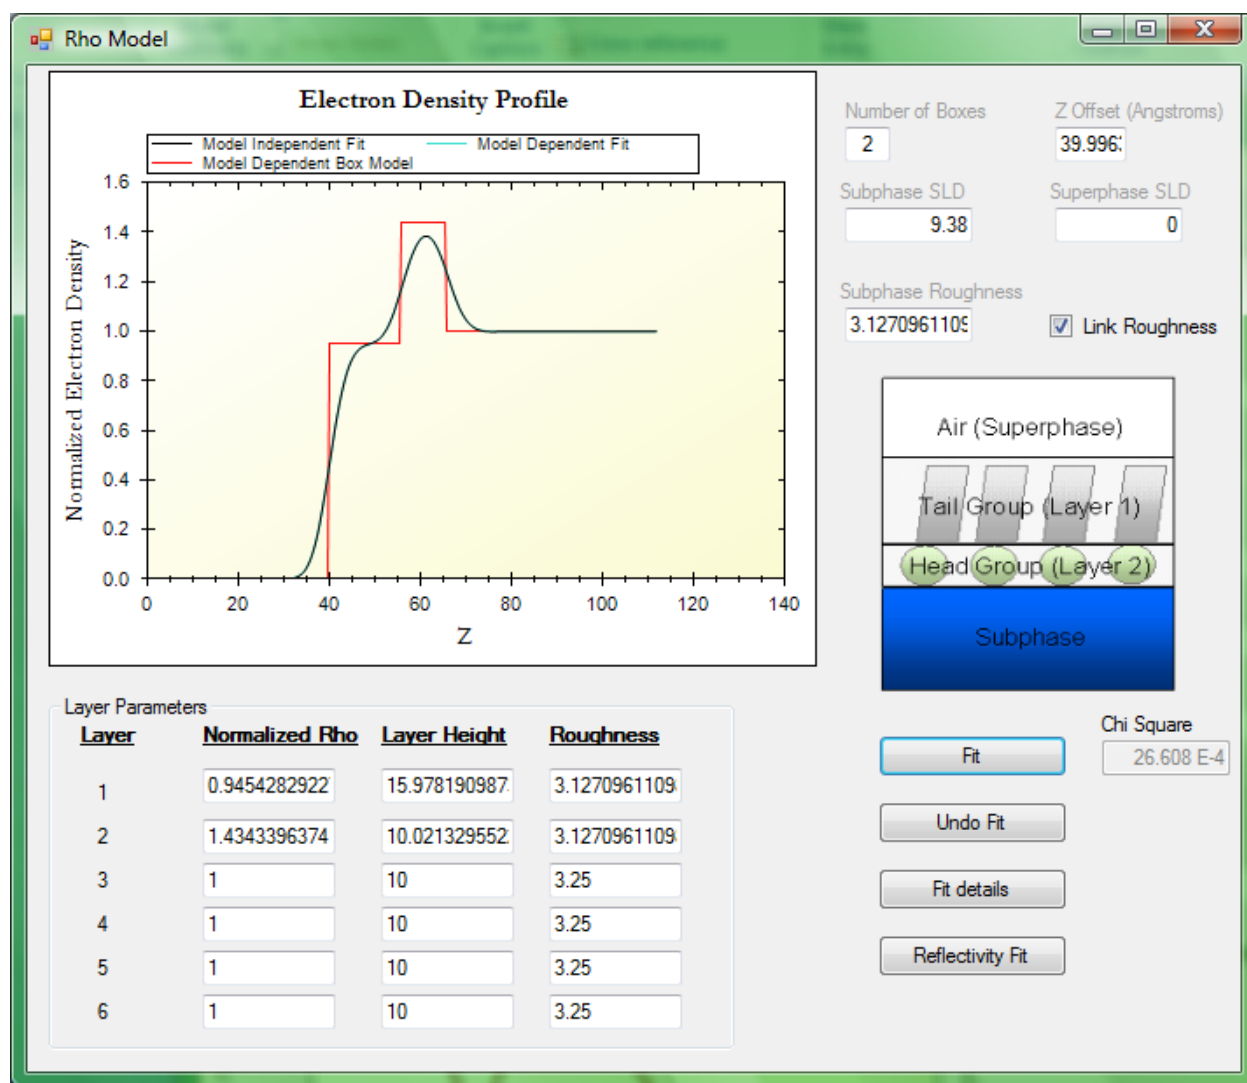 Rho Model
Electron Density Profile
Model Independent Fit
Model Dependent Fit
Model Dependent Box Model
1.6
1.4
1.2
1.0
0.8
0.6
0.4
0.2
0.0
Normalized Electron Density
0 20 40 60 80 100 120 140
Z
Number of Boxes
Z Offset (Angstroms)
2
39.996
Subphase SLD
Superphase SLD
9.38
0
Subphase Roughness
3.127096110
Link Roughness
Air (Superphase)
Tail Group (Layer 1)
Head Group (Layer 2)
Subphase
Layer Parameters
Layer Normalized Rho Layer Height Roughness
1 0.9454282922 15.978190987 3.1270961109
2 1.4343396374 10.021329552 3.1270961109
3 1 10 3.25
4 1 10 3.25
5 1 10 3.25
6 1 10 3.25
Chi Square
Fit
26.608 E-4
Undo Fit
Fit details
Reflectivity Fit